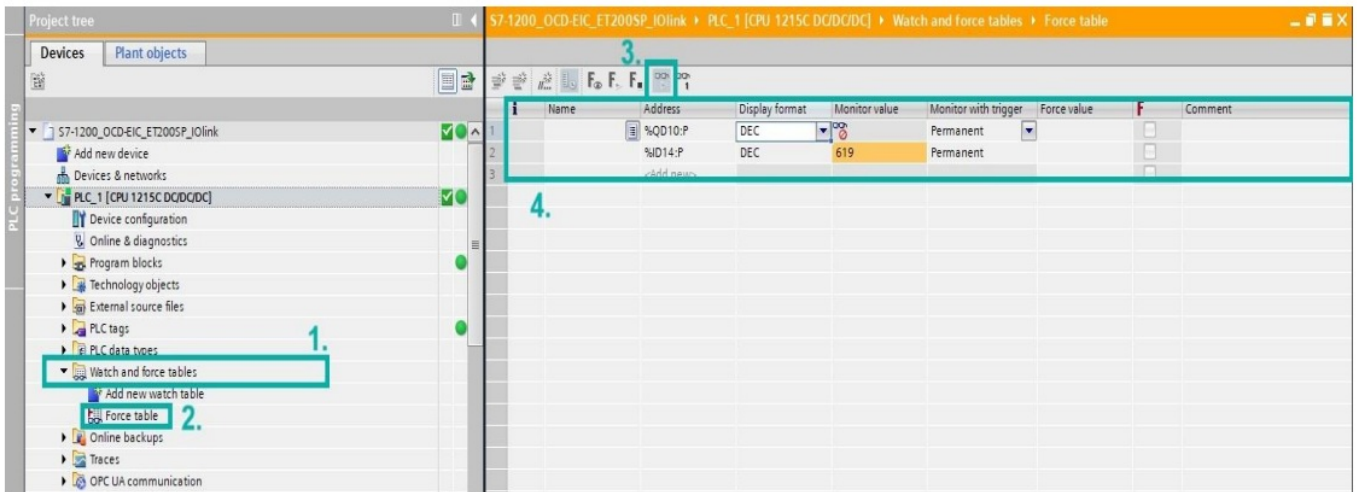 Project tree
S7-1200_OCD-EIC_ET200SP_IOlink ▸ PLC_1 [CPU 1215C DC/DC/DC] ▸ Watch and force tables ▸ Force table
Devices Plant objects
3.
i Name Address Display format Monitor value Monitor with trigger Force value F Comment
1 %QD10:P DEC Permanent
2 %ID14:P DEC 619 Permanent
3 <Add new>
4.
PLC programming
S7-1200_OCD-EIC_ET200SP_IOlink
Add new device
Devices & networks
PLC_1 [CPU 1215C DC/DC/DC]
Device configuration
Online & diagnostics
Program blocks
Technology objects
External source files
PLC tags
1.
PLC data types
Watch and force tables
Add new watch table
Force table 2.
Online backups
Traces
OPC UA communication